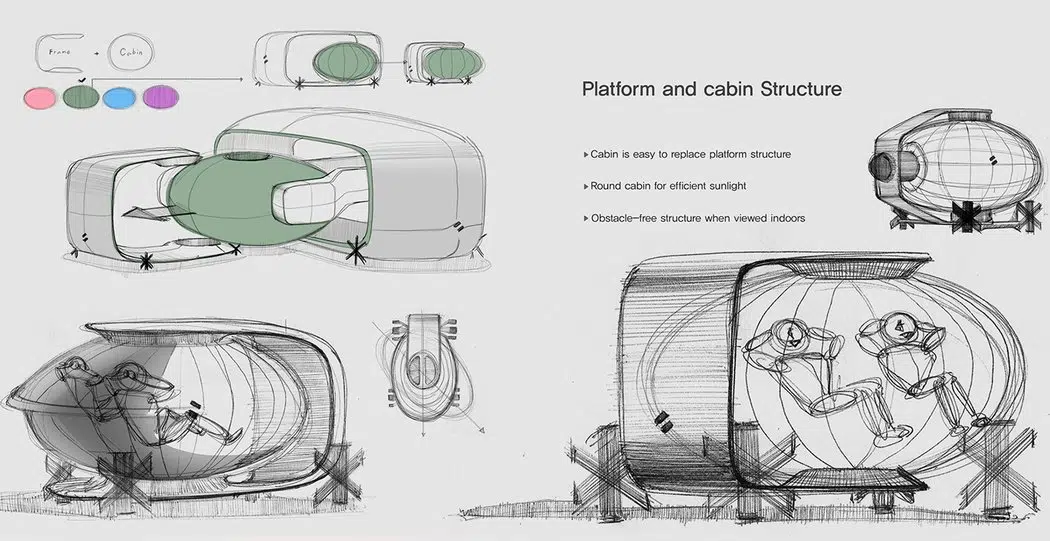 Frame + Cabin
Platform and cabin Structure
▸Cabin is easy to replace platform structure
▸Round cabin for efficient sunlight
▸Obstacle-free structure when viewed indoors